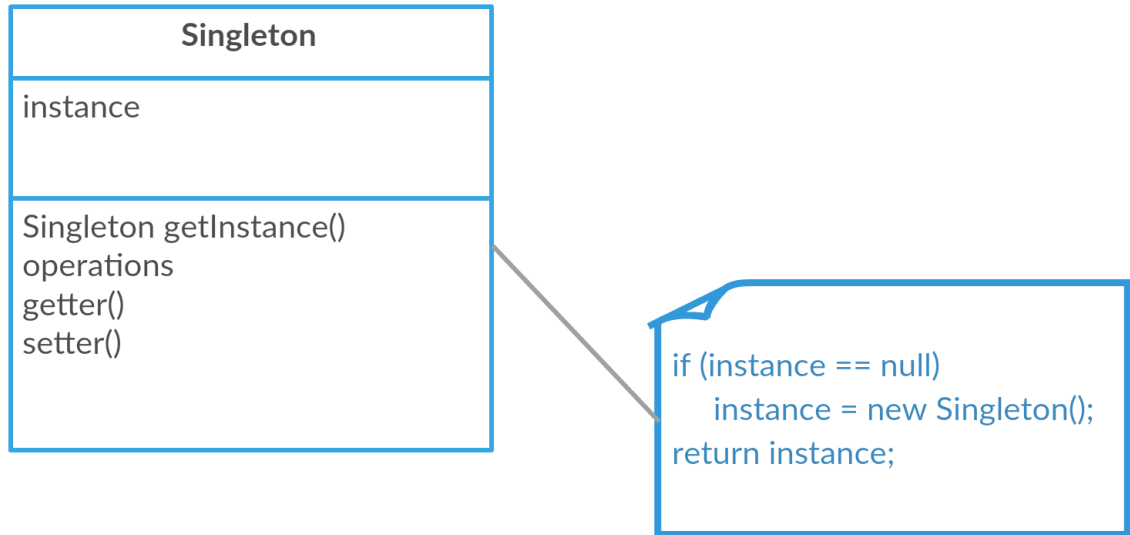 Singleton
instance
Singleton getInstance()
operations
getter()
setter()
if (instance == null)
instance = new Singleton();
return instance;